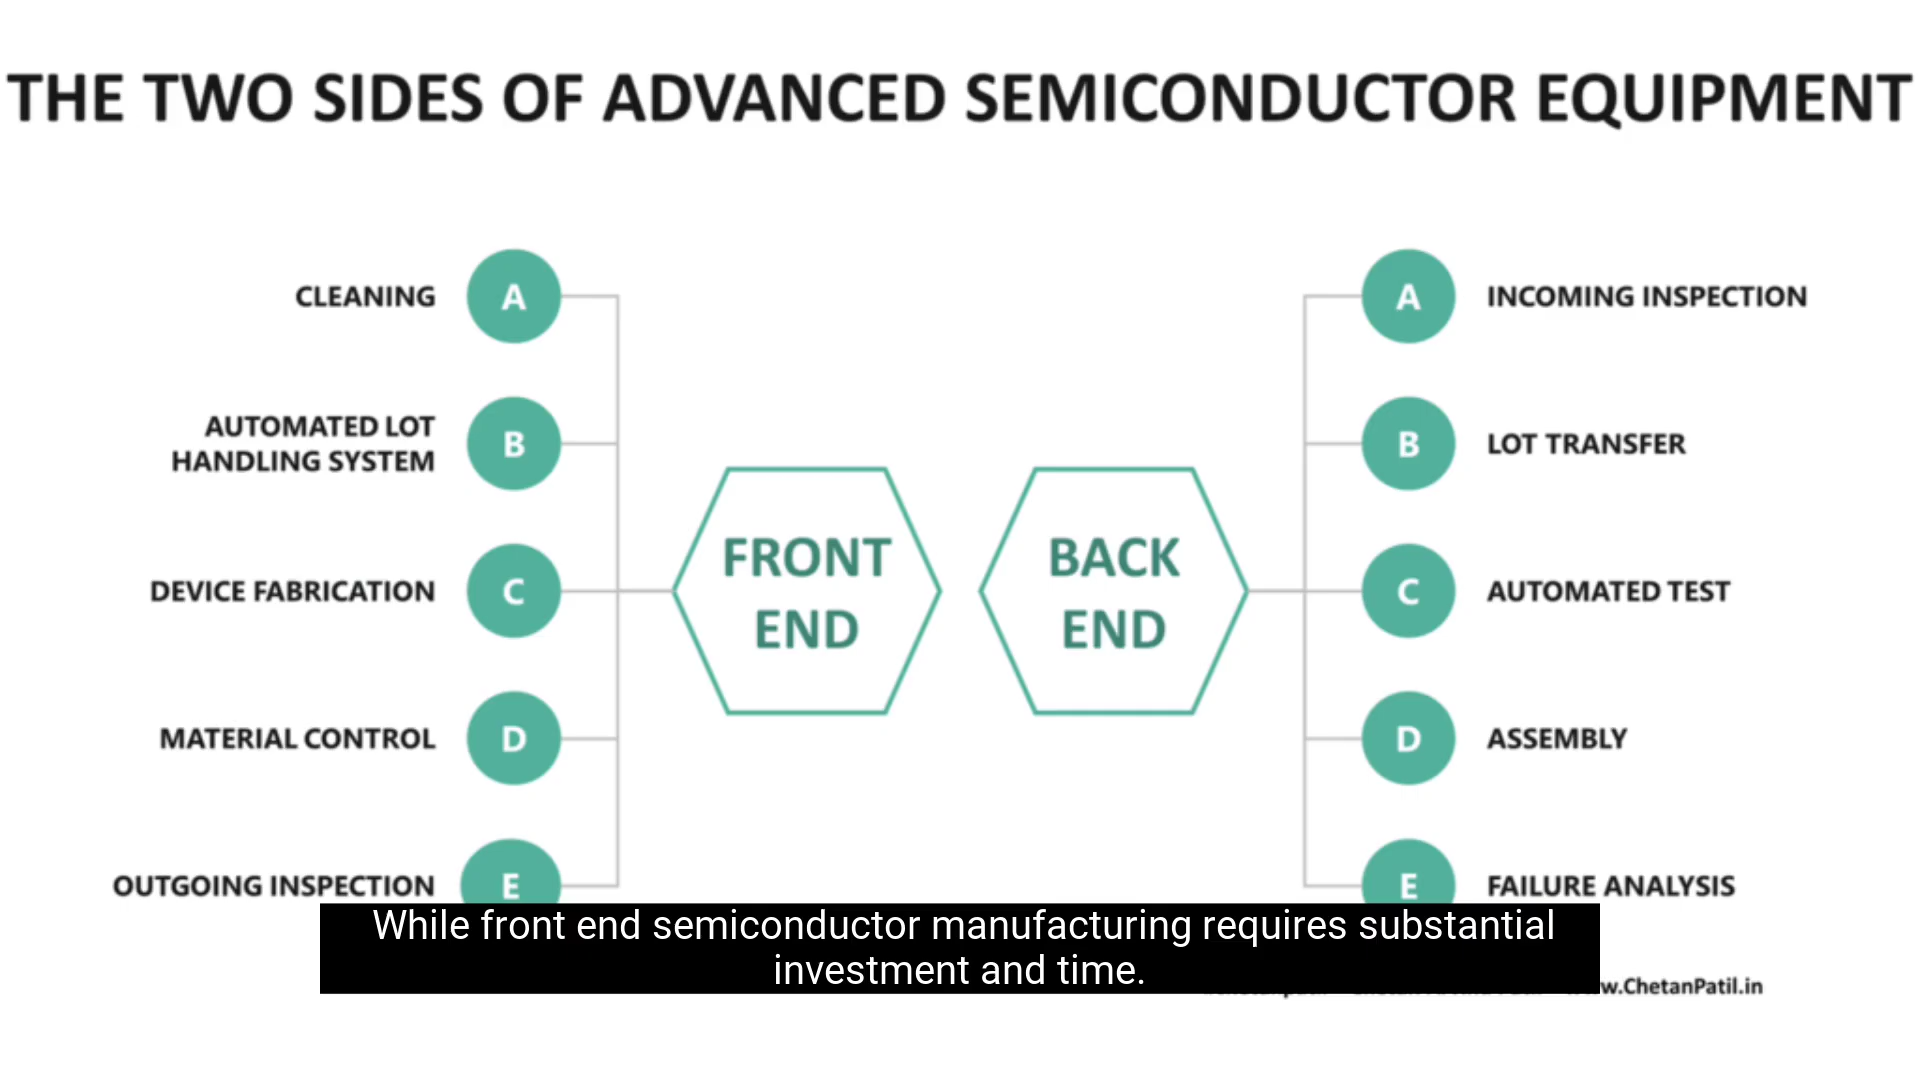 THE TWO SIDES OF ADVANCED SEMICONDUCTOR EQUIPMENT
CLEANING
A
AUTOMATED LOT
HANDLING SYSTEM
B
DEVICE FABRICATION
C
MATERIAL CONTROL
D
OUTGOING INSPECTION
E
FRONT
END
BACK
END
A
INCOMING INSPECTION
B
LOT TRANSFER
C
AUTOMATED TEST
D
ASSEMBLY
E
FAILURE ANALYSIS
While front end semiconductor manufacturing requires substantial
investment and time.
w.ChetanPatil.in